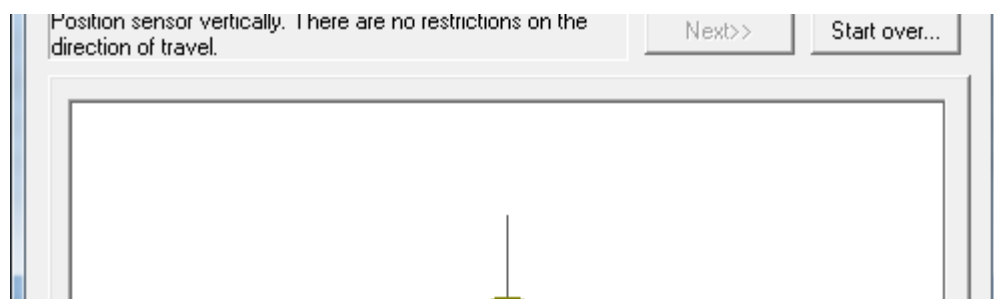 Position sensor vertically. There are no restrictions on the
direction of travel.
Next>>
Start over...